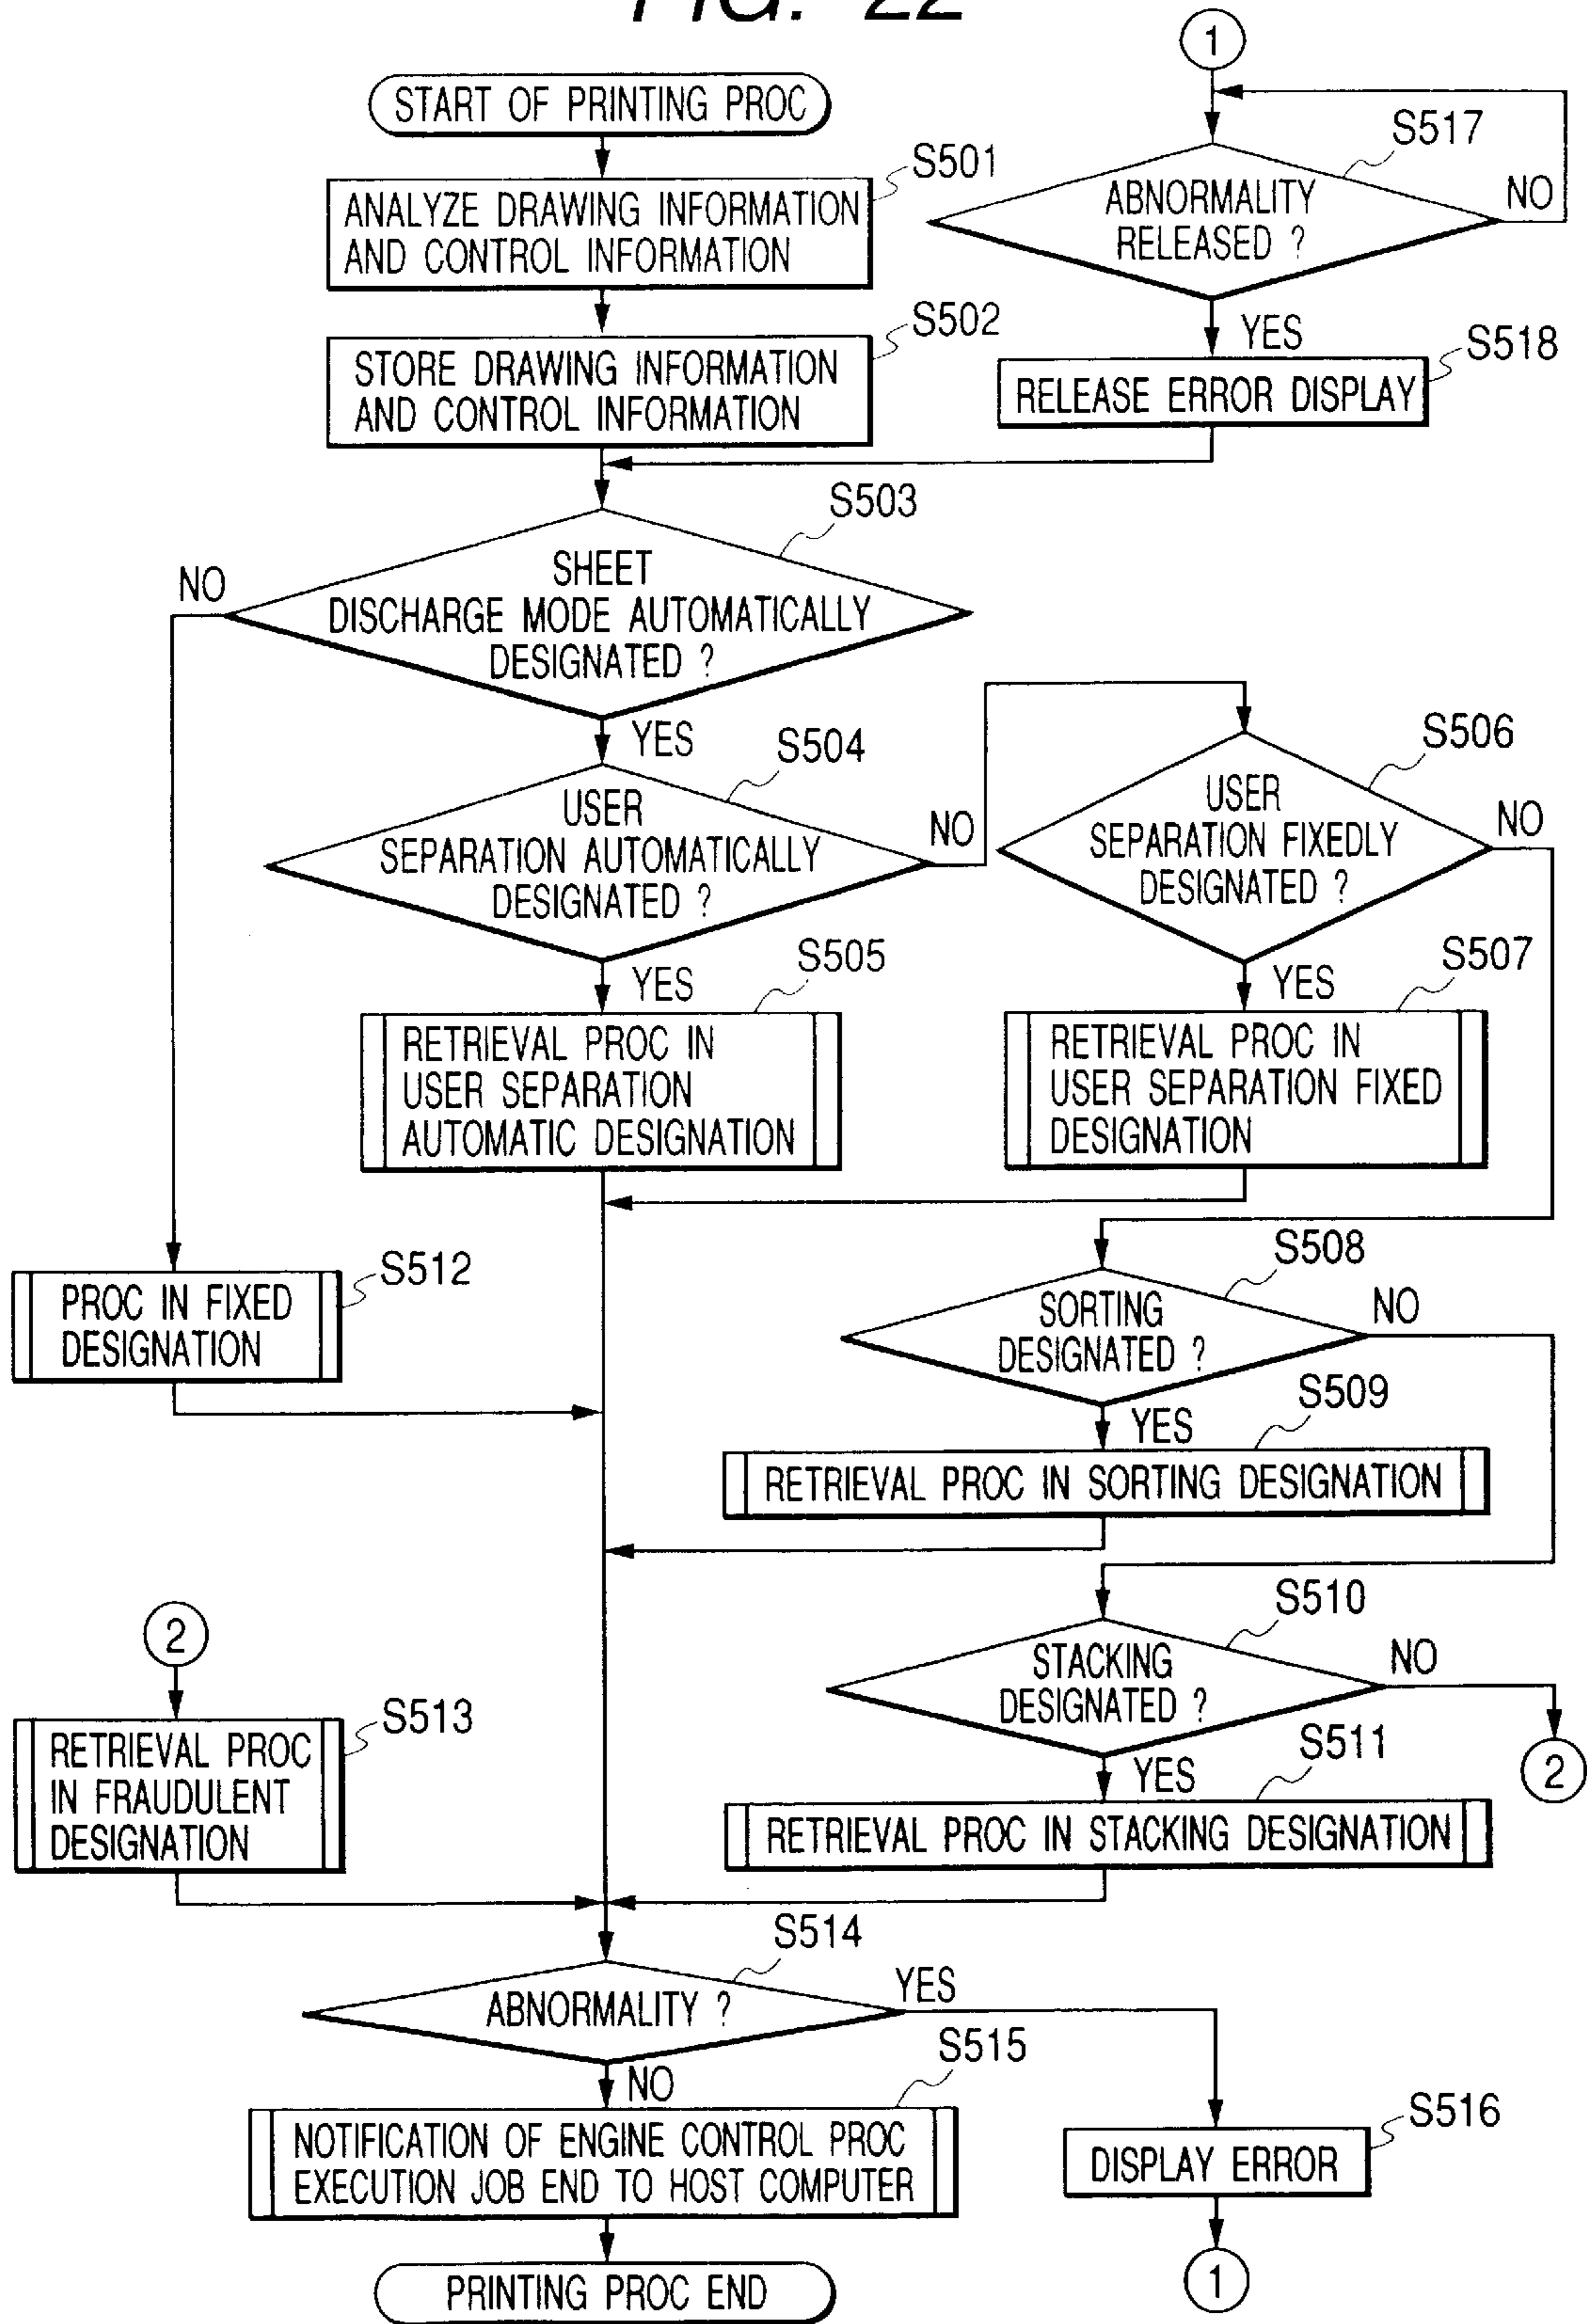 FIG. 22
START OF PRINTING PROC
S501
ANALYZE DRAWING INFORMATION
AND CONTROL INFORMATION
S502
STORE DRAWING INFORMATION
AND CONTROL INFORMATION
1
S517
ABNORMALITY
RELEASED ?
NO
YES
S518
RELEASE ERROR DISPLAY
S503
NO
SHEET
DISCHARGE MODE AUTOMATICALLY
DESIGNATED ?
YES
S504
USER
SEPARATION AUTOMATICALLY
DESIGNATED ?
NO
S506
USER
SEPARATION FIXEDLY
DESIGNATED ?
NO
YES
S505
RETRIEVAL PROC IN
USER SEPARATION
AUTOMATIC DESIGNATION
YES
S507
RETRIEVAL PROC IN
USER SEPARATION FIXED
DESIGNATION
S512
PROC IN FIXED
DESIGNATION
S508
SORTING
DESIGNATED ?
NO
YES
S509
RETRIEVAL PROC IN SORTING DESIGNATION
S510
STACKING
DESIGNATED ?
NO
2
YES
S511
RETRIEVAL PROC IN STACKING DESIGNATION
2
S513
RETRIEVAL PROC
IN FRAUDULENT
DESIGNATION
S514
ABNORMALITY ?
YES
NO
S515
NOTIFICATION OF ENGINE CONTROL PROC
EXECUTION JOB END TO HOST COMPUTER
S516
DISPLAY ERROR
1
PRINTING PROC END